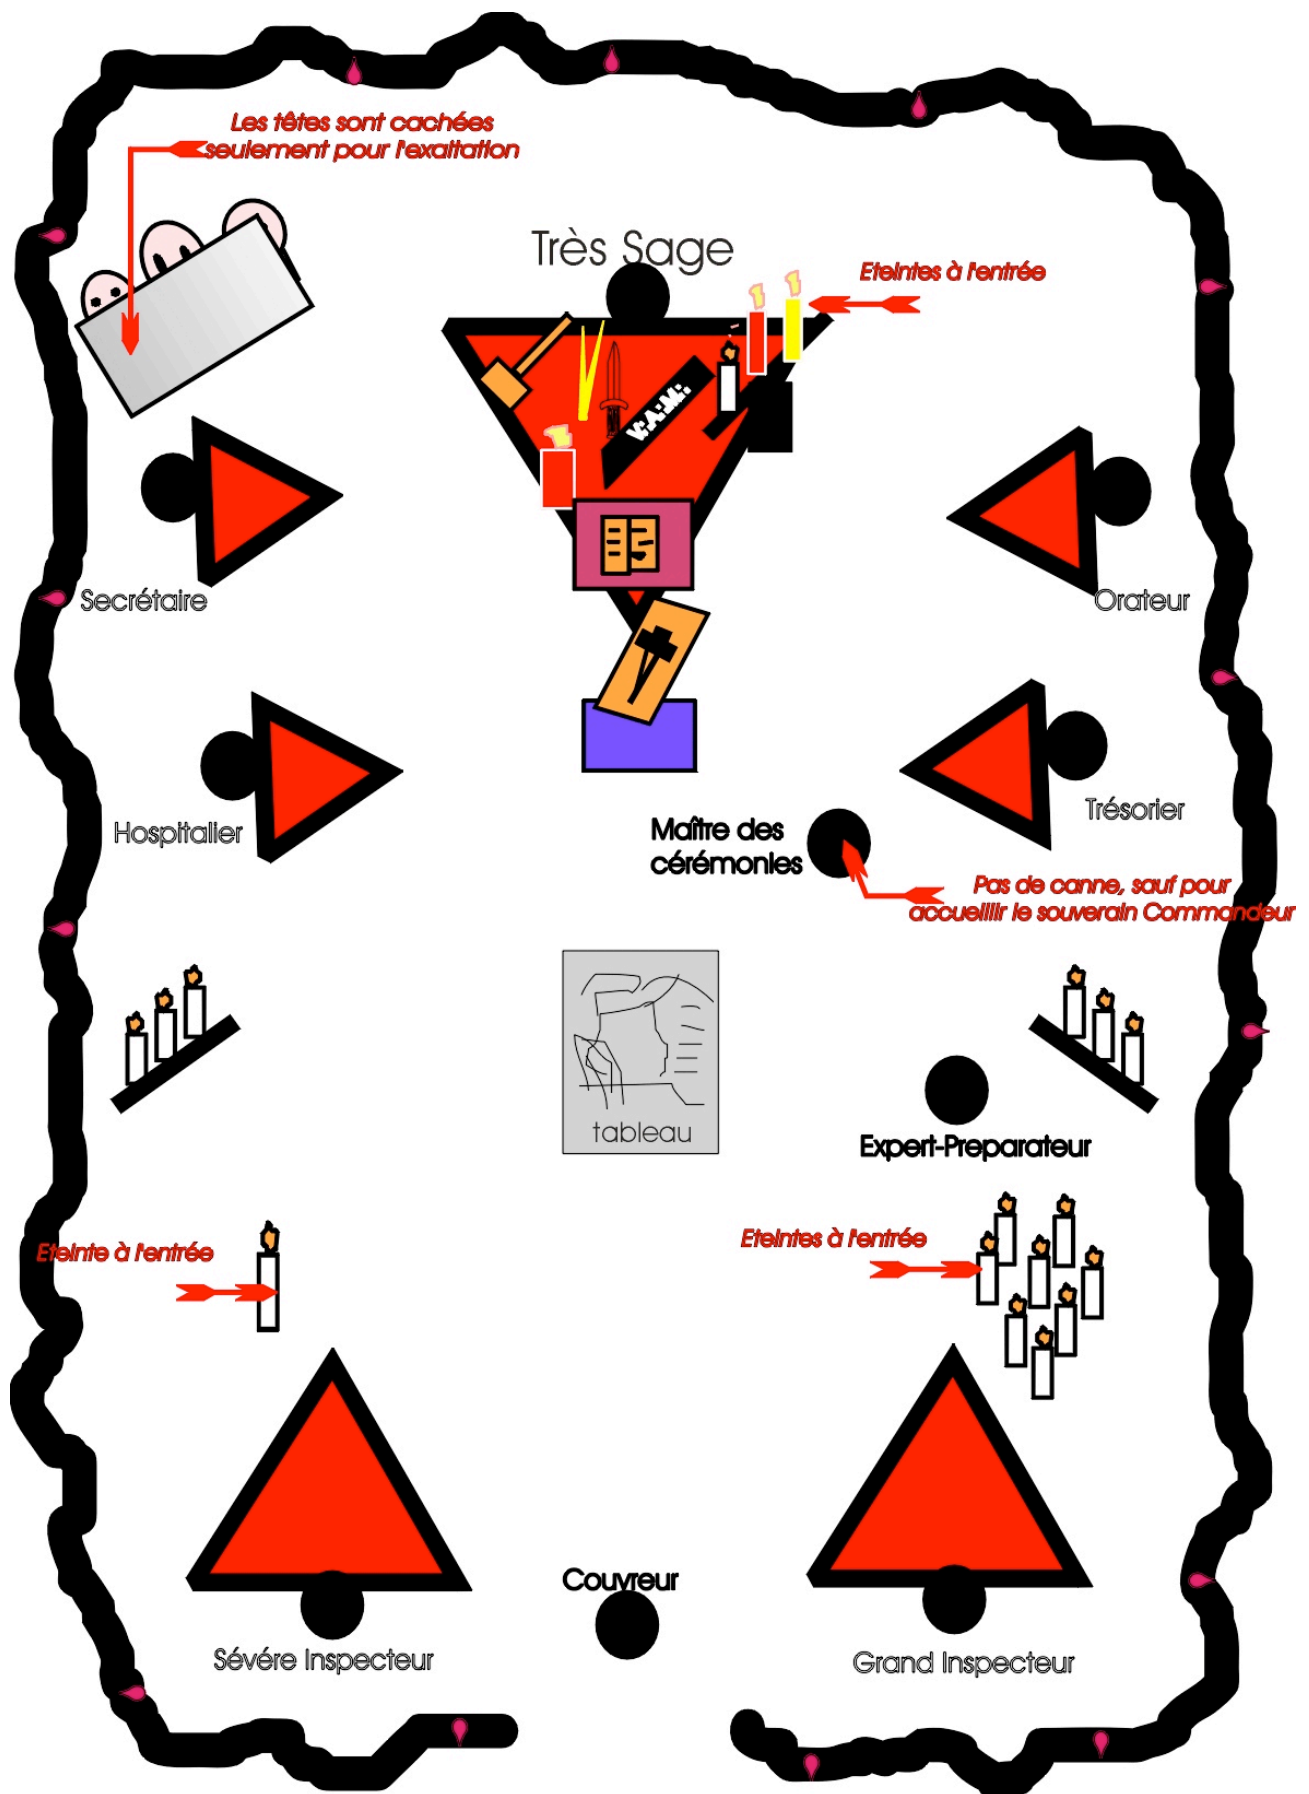 Les têtes sont cachées
seulement pour l'exaltation
Très Sage
Eteintes à l'entrée
V∴A∴M∴
Secrétaire
Orateur
Hospitalier
Trésorier
Maître des
cérémonies
Pas de canne, sauf pour
accueillir le souverain Commandeur
tableau
Expert-Preparateur
Eteinte à l'entrée
Eteintes à l'entrée
Couvreur
Sévére Inspecteur
Grand Inspecteur